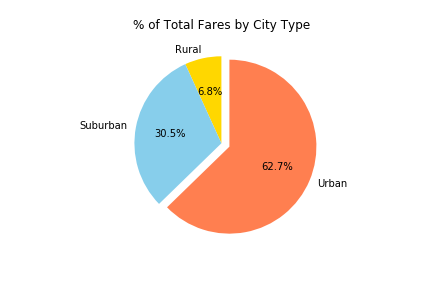 % of Total Fares by City Type
Rural
6.8%
Suburban
30.5%
62.7%
Urban